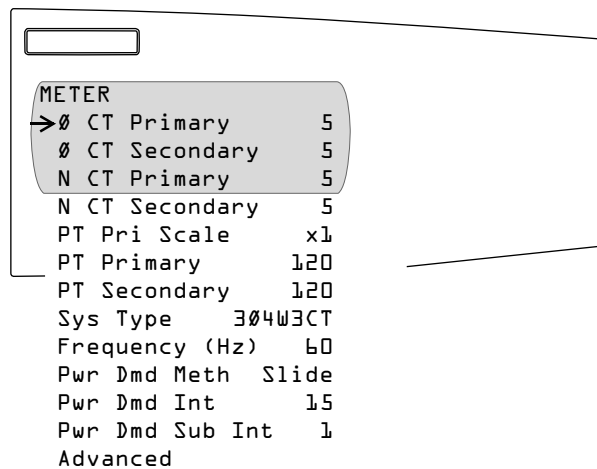 METER
Ø CT Primary 5
Ø CT Secondary 5
N CT Primary 5
N CT Secondary 5
PT Pri Scale x1
PT Primary 120
PT Secondary 120
Sys Type 3Ø4W3CT
Frequency (Hz) 60
Pwr Dmd Meth Slide
Pwr Dmd Int 15
Pwr Dmd Sub Int 1
Advanced